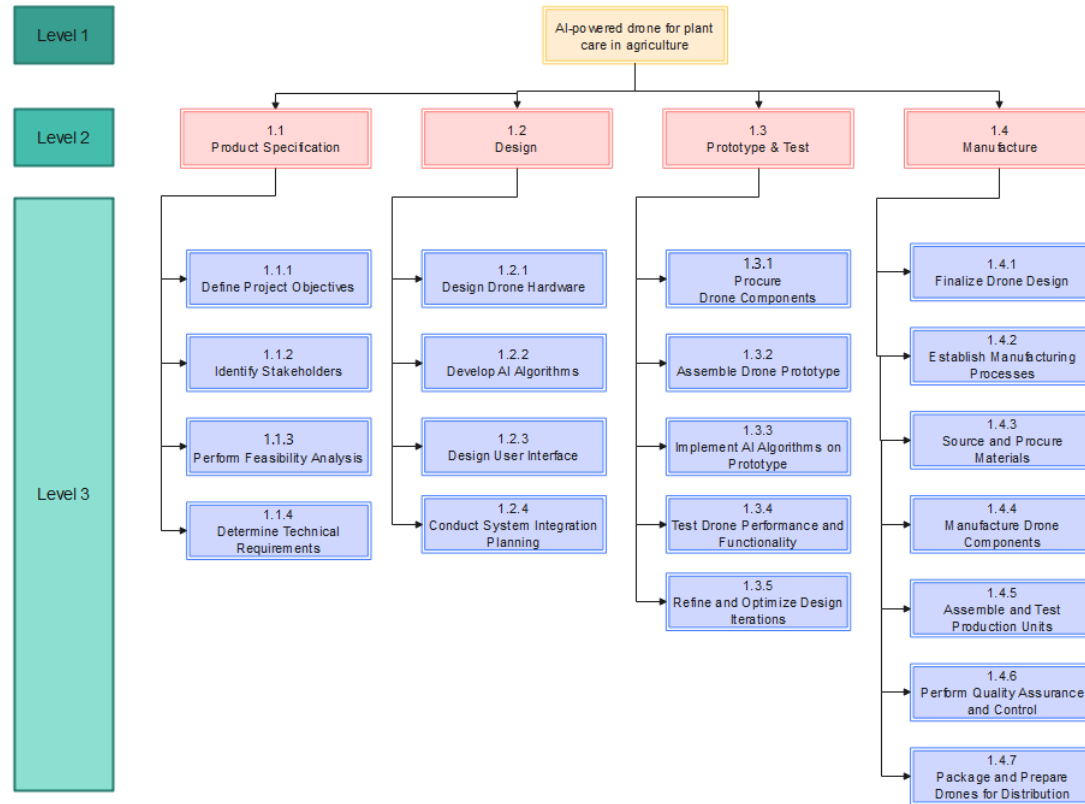 Level 1
AI-powered drone for plant
care in agriculture
Level 2
1.1
Product Specification
1.2
Design
1.3
Prototype & Test
1.4
Manufacture
Level 3
1.1.1
Define Project Objectives
1.1.2
Identify Stakeholders
1.1.3
Perform Feasibility Analysis
1.1.4
Determine Technical
Requirements
1.2.1
Design Drone Hardware
1.2.2
Develop AI Algorithms
1.2.3
Design User Interface
1.2.4
Conduct System Integration
Planning
1.3.1
Procure
Drone Components
1.3.2
Assemble Drone Prototype
1.3.3
Implement AI Algorithms on
Prototype
1.3.4
Test Drone Performance and
Functionality
1.3.5
Refine and Optimize Design
Iterations
1.4.1
Finalize Drone Design
1.4.2
Establish Manufacturing
Processes
1.4.3
Source and Procure
Materials
1.4.4
Manufacture Drone
Components
1.4.5
Assemble and Test
Production Units
1.4.6
Perform Quality Assurance
and Control
1.4.7
Package and Prepare
Drones for Distribution